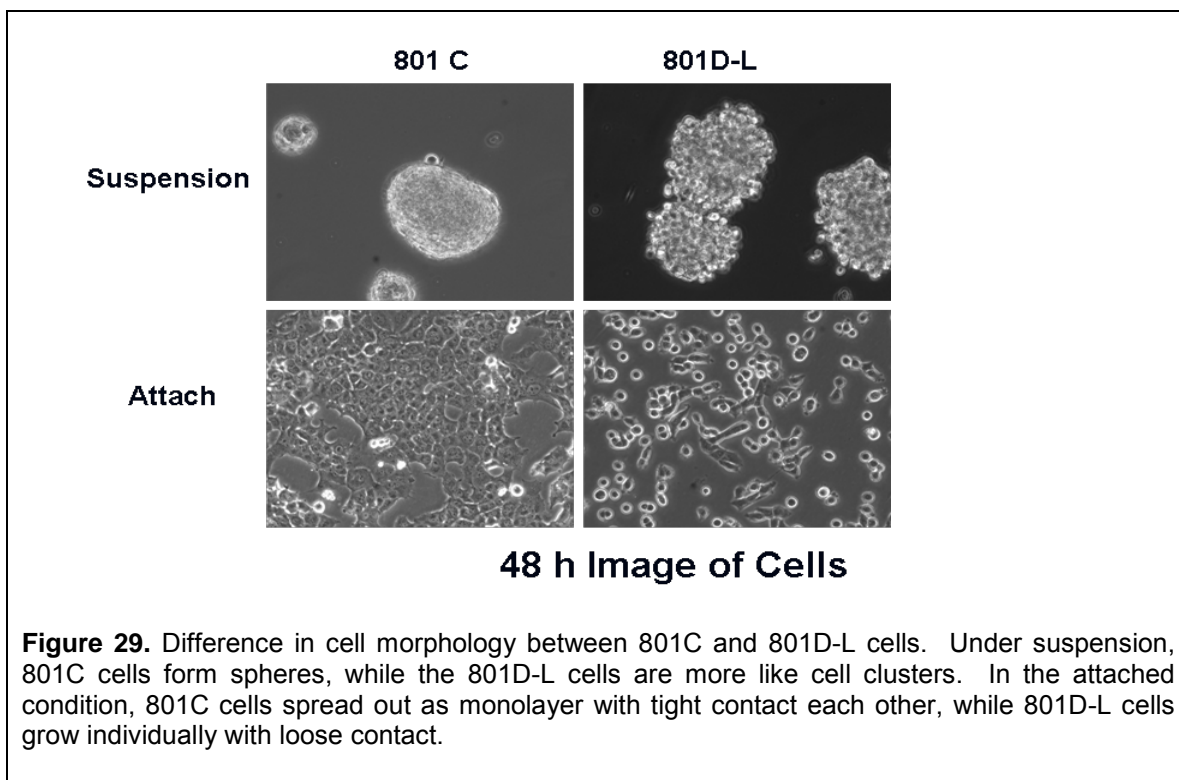 801 C 801D-L
Suspension
Attach
48 h Image of Cells
Figure 29. Difference in cell morphology between 801C and 801D-L cells. Under suspension,
801C cells form spheres, while the 801D-L cells are more like cell clusters. In the attached
condition, 801C cells spread out as monolayer with tight contact each other, while 801D-L cells
grow individually with loose contact.